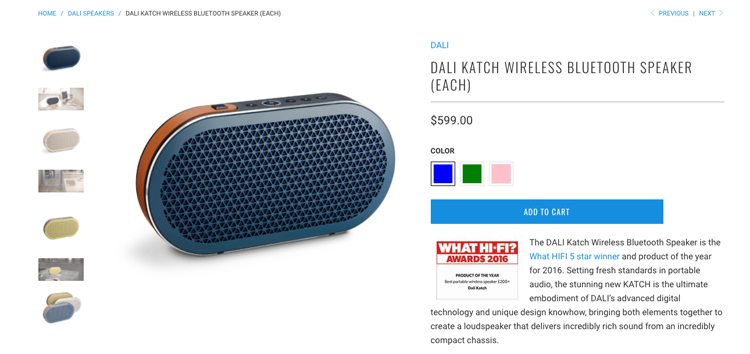 HOME / DALI SPEAKERS / DALI KATCH WIRELESS BLUETOOTH SPEAKER (EACH)
PREVIOUS | NEXT
DALI
DALI KATCH WIRELESS BLUETOOTH SPEAKER
(EACH)
$599.00
COLOR
ADD TO CART
WHAT HI-FI?
AWARDS 2016
PRODUCT OF THE YEAR
Best portable wireless speaker £200+
Dali Katch
The DALI Katch Wireless Bluetooth Speaker is the
What HIFI 5 star winner and product of the year
for 2016. Setting fresh standards in portable
audio, the stunning new KATCH is the ultimate
embodiment of DALI’s advanced digital
technology and unique design knowhow, bringing both elements together to
create a loudspeaker that delivers incredibly rich sound from an incredibly
compact chassis.